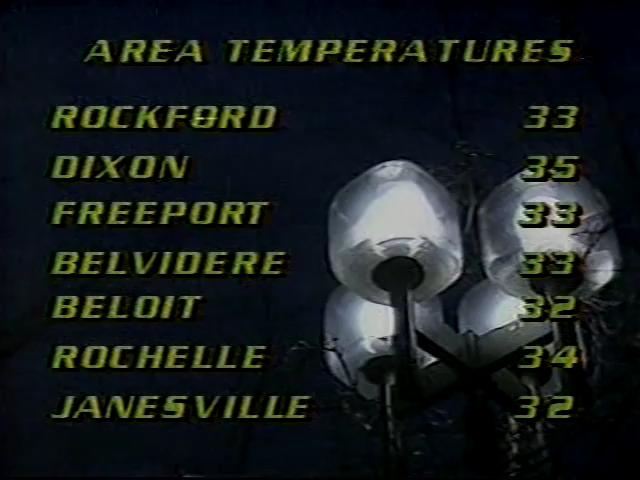 AREA TEMPERATURES
ROCKFORD 33
DIXON 35
FREEPORT 33
BELVIDERE 33
BELOIT 32
ROCHELLE 34
JANESVILLE 32